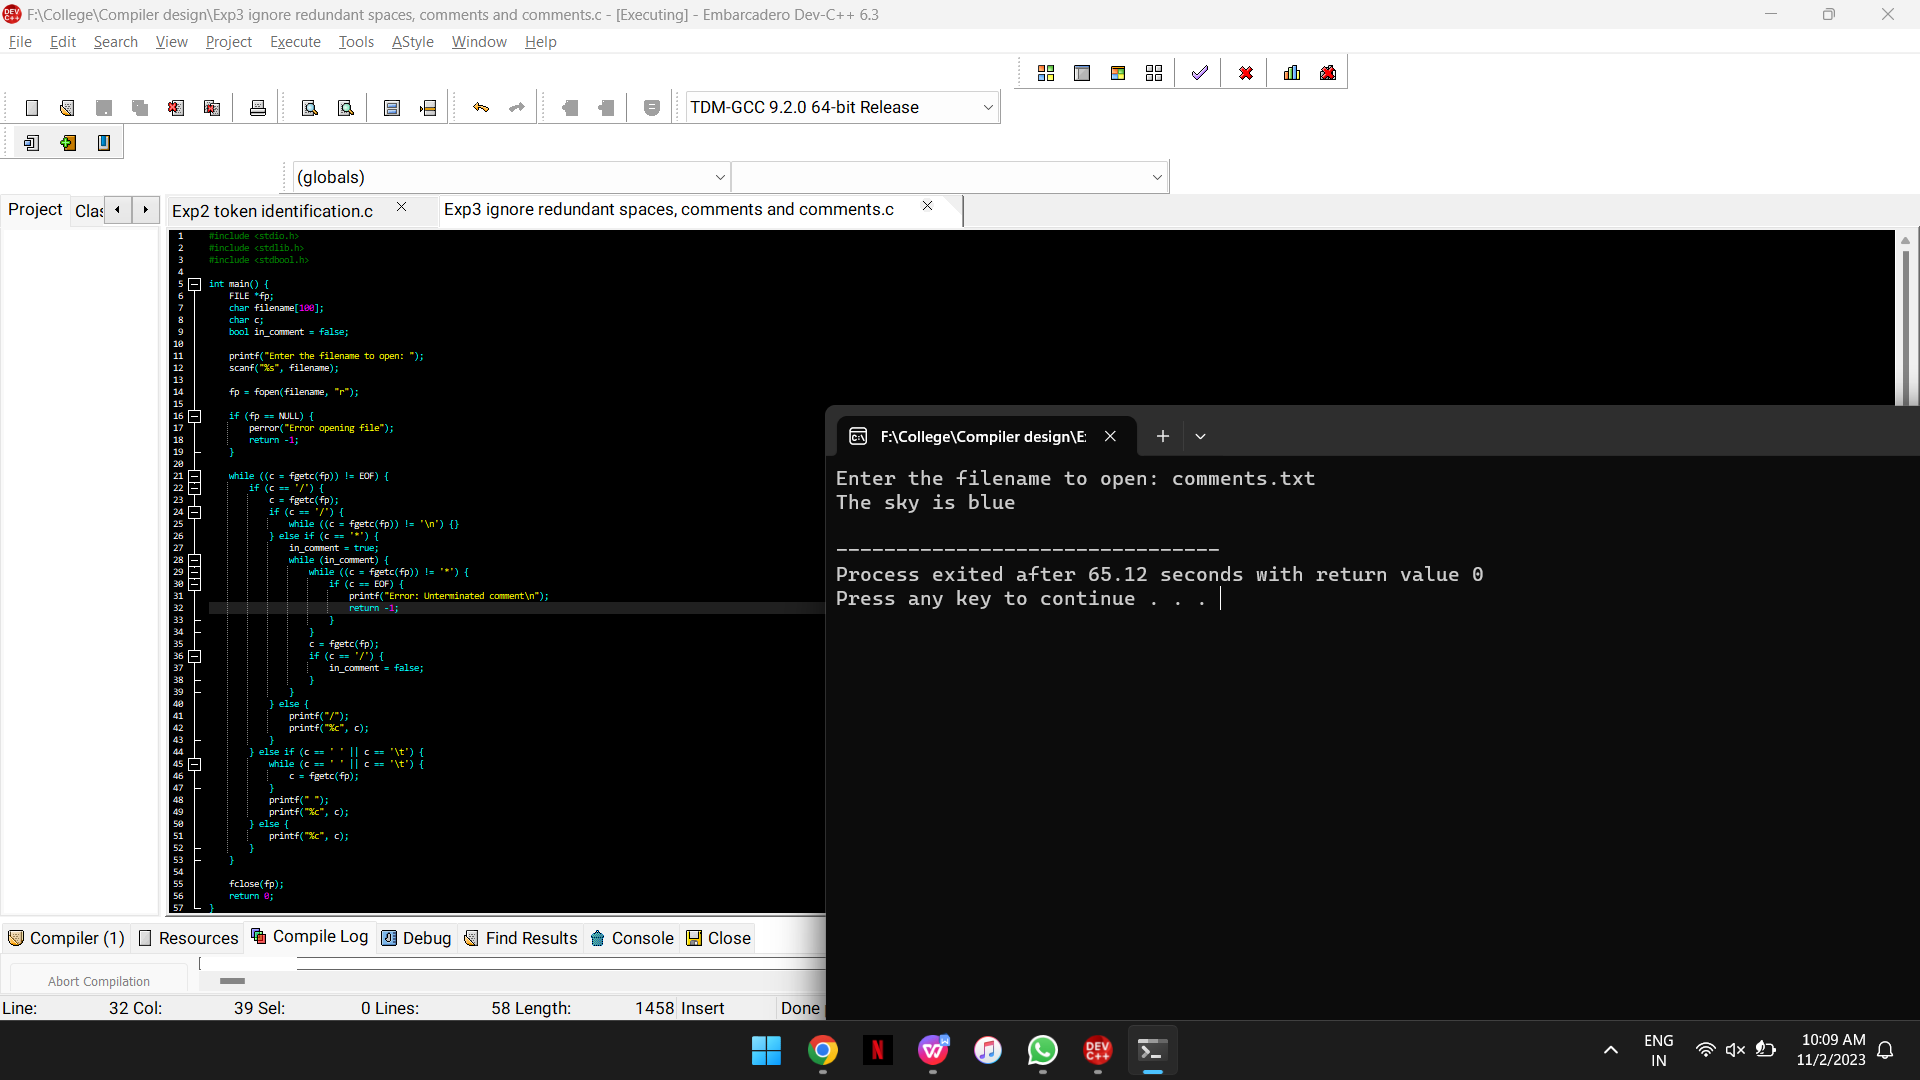 F:\College\Compiler design\Exp3 ignore redundant spaces, comments and comments.c - [Executing] - Embarcadero Dev-C++ 6.3
File Edit Search View Project Execute Tools AStyle Window Help
TDM-GCC 9.2.0 64-bit Release
(globals)
Project Clas Exp2 token identification.c Exp3 ignore redundant spaces, comments and comments.c
1 #include <stdio.h>
2 #include <stdlib.h>
3 #include <stdbool.h>
4
5 int main() {
6 FILE *fp;
7 char filename[100];
8 char c;
9 bool in_comment = false;
10
11 printf("Enter the filename to open: ");
12 scanf("%s", filename);
13
14 fp = fopen(filename, "r");
15
16 if (fp == NULL) {
17 perror("Error opening file");
18 return -1;
19 }
20
21 while ((c = fgetc(fp)) != EOF) {
22 if (c == '/') {
23 c = fgetc(fp);
24 if (c == '/') {
25 while ((c = fgetc(fp)) != '\n') {}
26 } else if (c == '*') {
27 in_comment = true;
28 while (in_comment) {
29 while ((c = fgetc(fp)) != '*') {
30 if (c == EOF) {
31 printf("Error: Unterminated comment\n");
32 return -1;
33 }
34 }
35 c = fgetc(fp);
36 if (c == '/') {
37 in_comment = false;
38 }
39 }
40 } else {
41 printf("/");
42 printf("%c", c);
43 }
44 } else if (c == ' ' || c == '\t') {
45 while (c == ' ' || c == '\t') {
46 c = fgetc(fp);
47 }
48 printf(" ");
49 printf("%c", c);
50 } else {
51 printf("%c", c);
52 }
53 }
54
55 fclose(fp);
56 return 0;
57 }
F:\College\Compiler design\E:
Enter the filename to open: comments.txt
The sky is blue
--------------------------------
Process exited after 65.12 seconds with return value 0
Press any key to continue . . .
Compiler (1) Resources Compile Log Debug Find Results Console Close
Abort Compilation
Line: 32 Col: 39 Sel: 0 Lines: 58 Length: 1458 Insert Done
DEV C++
ENG
IN
10:09 AM
11/2/2023